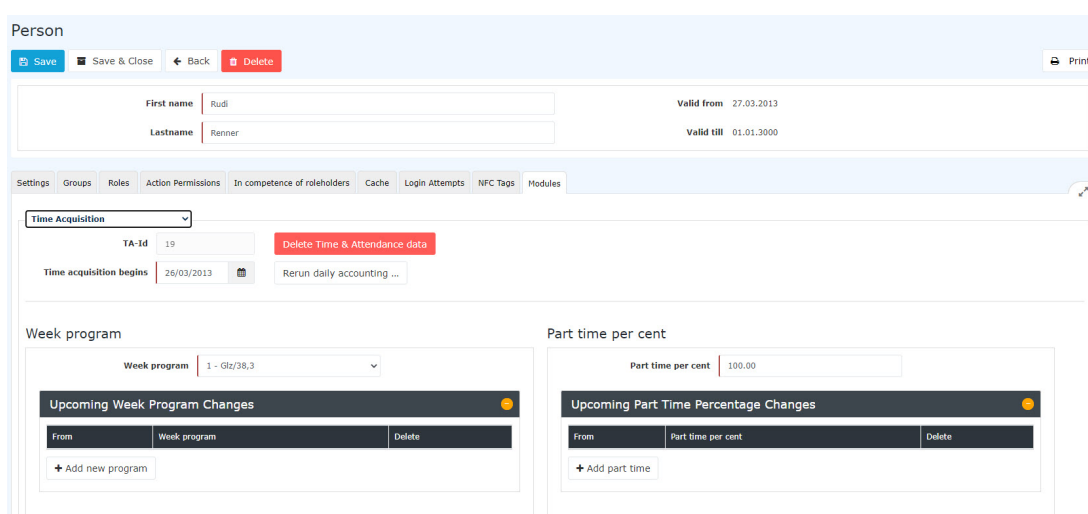 Person
Save Save & Close Back Delete Print
First name Rudi Valid from 27.03.2013
Lastname Renner Valid till 01.01.3000
Settings Groups Roles Action Permissions In competence of roleholders Cache Login Attempts NFC Tags Modules
Time Acquisition
TA-Id 19 Delete Time & Attendance data
Time acquisition begins 26/03/2013 Rerun daily accounting ...
Week program Part time per cent
Week program 1 - Glz/38,3 Part time per cent 100.00
Upcoming Week Program Changes Upcoming Part Time Percentage Changes
From Week program Delete From Part time per cent Delete
+ Add new program + Add part time